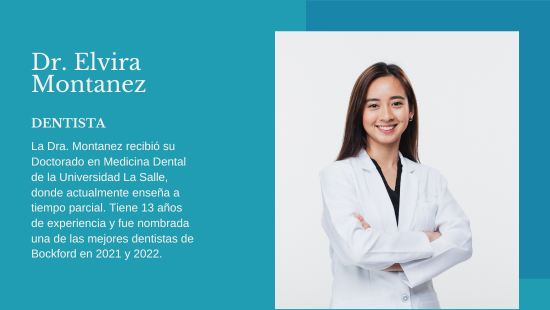 Dr. Elvira
Montanez
DENTISTA
La Dra. Montanez recibió su
Doctorado en Medicina Dental
de la Universidad La Salle,
donde actualmente enseña a
tiempo parcial. Tiene 13 años
de experiencia y fue nombrada
una de las mejores dentistas de
Bockford en 2021 y 2022.